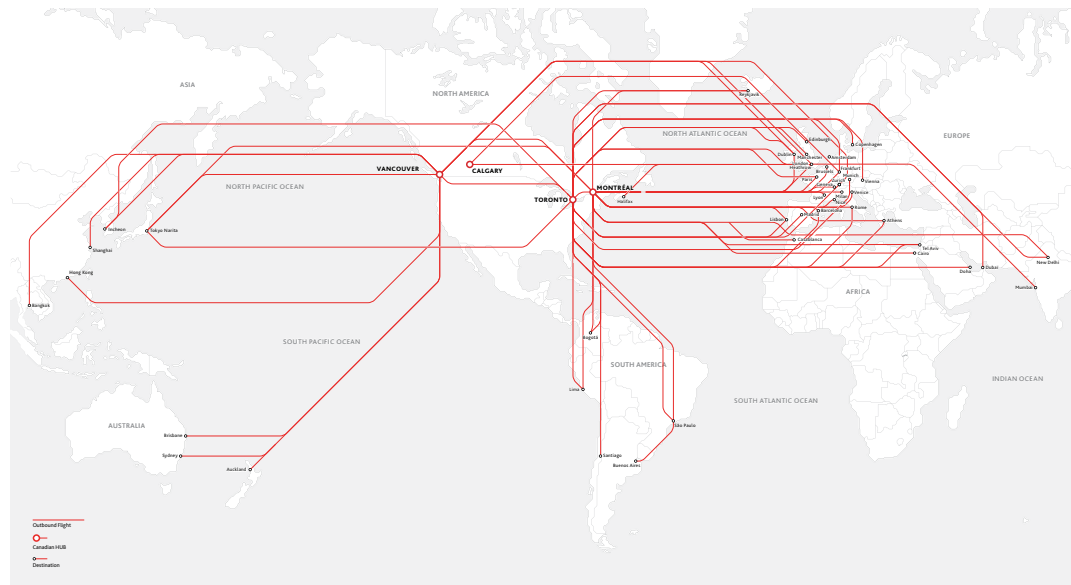 ASIA
NORTH AMERICA
Reykjavik
NORTH ATLANTIC OCEAN
EUROPE
Edinburgh
Copenhagen
Dublin
Manchester
Amsterdam
London
Heathrow
Frankfurt
Brussels
Munich
Paris
Zurich
Vienna
Geneva
VANCOUVER
CALGARY
NORTH PACIFIC OCEAN
MONTRÉAL
TORONTO
Halifax
Lyon
Milan
Nice
Venice
Rome
Barcelona
Madrid
Lisbon
Athens
Incheon
Tokyo Narita
Shanghai
Casablanca
Tel Aviv
Cairo
New Delhi
Hong Kong
Doha
Dubai
Mumbai
Bangkok
AFRICA
Bogotá
SOUTH PACIFIC OCEAN
SOUTH AMERICA
INDIAN OCEAN
Lima
SOUTH ATLANTIC OCEAN
AUSTRALIA
São Paulo
Brisbane
Sydney
Auckland
Santiago
Buenos Aires
Outbound Flight
Canadian HUB
Destination